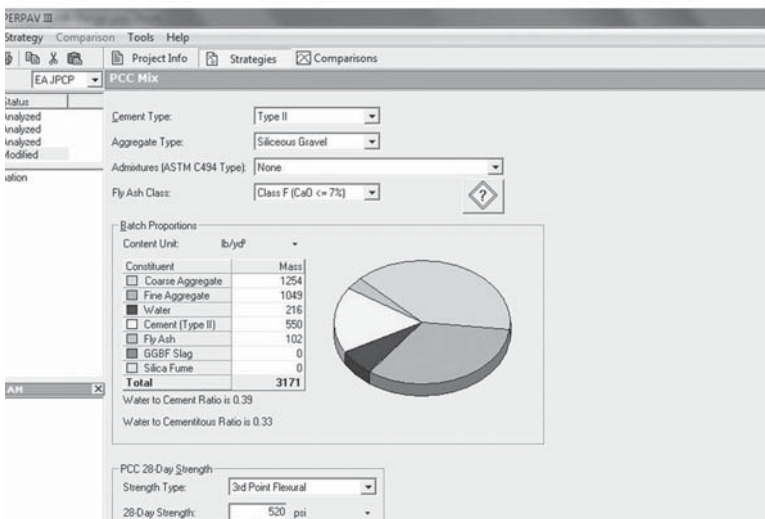 PERPAV III
Strategy Comparison Tools Help
Project Info Strategies Comparisons
EA JPCP PCC Mix
Status
Analyzed
Analyzed
Analyzed
Modified
Cement Type: Type II
Aggregate Type: Siliceous Gravel
Admixtures (ASTM C494 Type): None
Fly Ash Class: Class F (CaO <= 7%)
?
Batch Proportions
Content Unit: lb/yd³
Constituent Mass
Coarse Aggregate 1254
Fine Aggregate 1049
Water 216
Cement (Type II) 550
Fly Ash 102
GGBF Slag 0
Silica Fume 0
Total 3171
Water to Cement Ratio is 0.39
Water to Cementitous Ratio is 0.33
PCC 28-Day Strength
Strength Type: 3rd Point Flexural
28-Day Strength: 520 psi